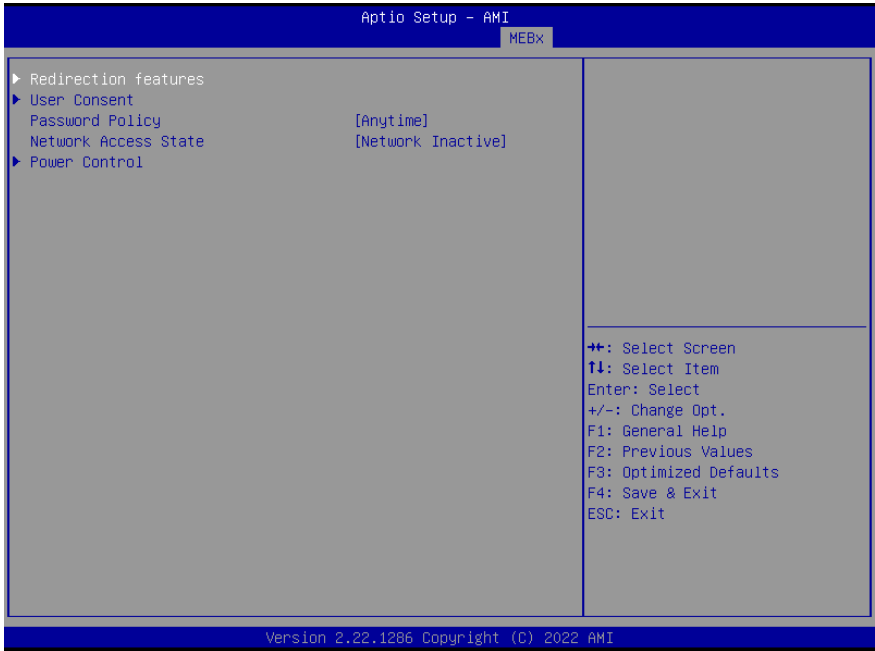 Aptio Setup – AMI
MEBx
Redirection features
User Consent
Password Policy [Anytime]
Network Access State [Network Inactive]
Power Control
→←: Select Screen
↑↓: Select Item
Enter: Select
+/-: Change Opt.
F1: General Help
F2: Previous Values
F3: Optimized Defaults
F4: Save & Exit
ESC: Exit
Version 2.22.1286 Copyright (C) 2022 AMI